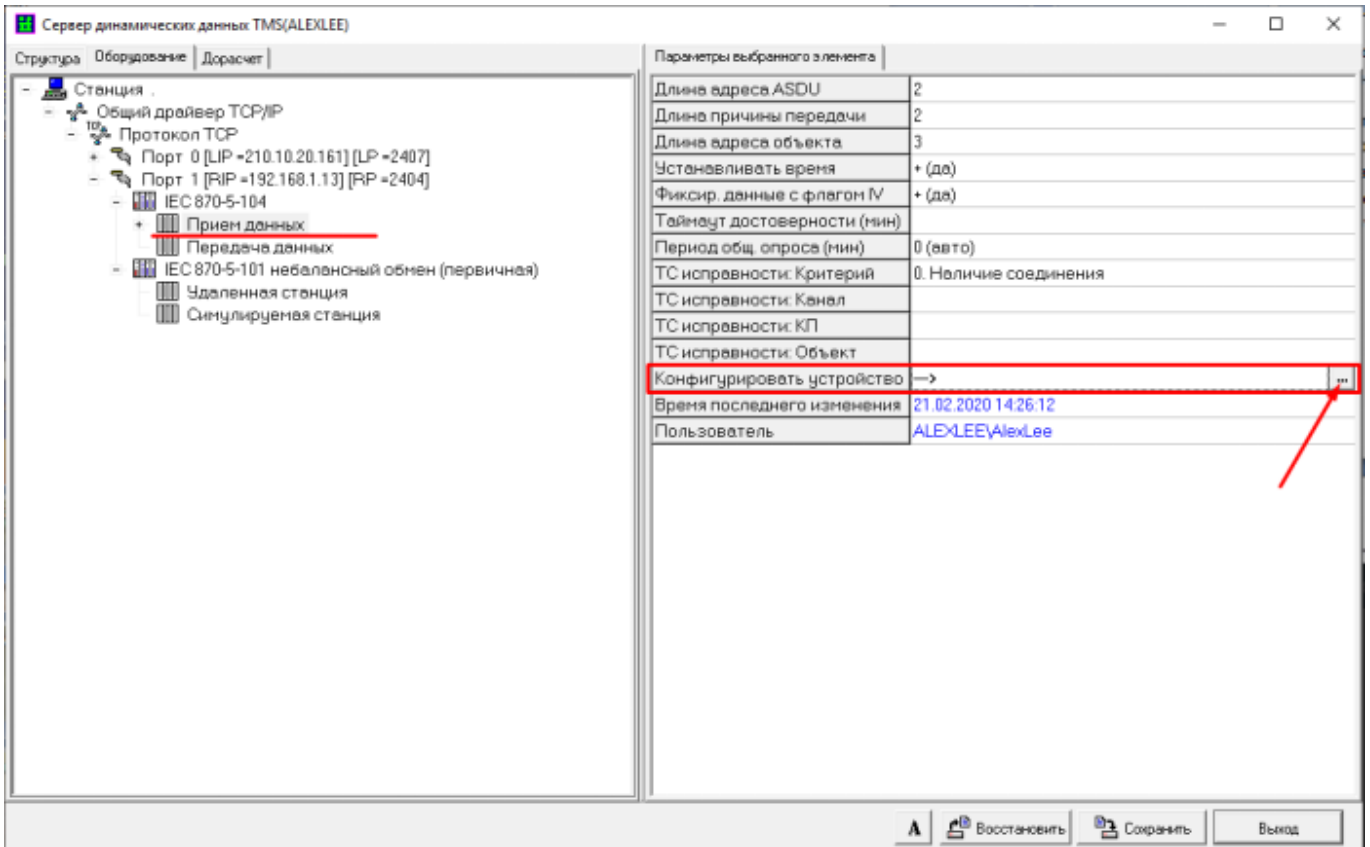 Сервер динамических данных TMS(ALEXLEE)
Структура Оборудование Дорасчет
Станция .
Общий драйвер TCP/IP
TCP Протокол TCP
Порт 0 [LIP =210.10.20.161] [LP =2407]
Порт 1 [RIP =192.168.1.13] [RP =2404]
IEC 870-5-104
Прием данных
Передача данных
IEC 870-5-101 небалансный обмен (первичная)
Удаленная станция
Симулируемая станция
Параметры выбранного элемента
Длина адреса ASDU 2
Длина причины передачи 2
Длина адреса объекта 3
Устанавливать время + (да)
Фиксир. данные с флагом IV + (да)
Таймаут достоверности (мин)
Период общ. опроса (мин) 0 (авто)
ТС исправности: Критерий 0. Наличие соединения
ТС исправности: Канал
ТС исправности: КП
ТС исправности: Объект
Конфигурировать устройство ---> ...
Время последнего изменения 21.02.2020 14:26:12
Пользователь ALEXLEE\AlexLee
A Восстановить Сохранить Выход